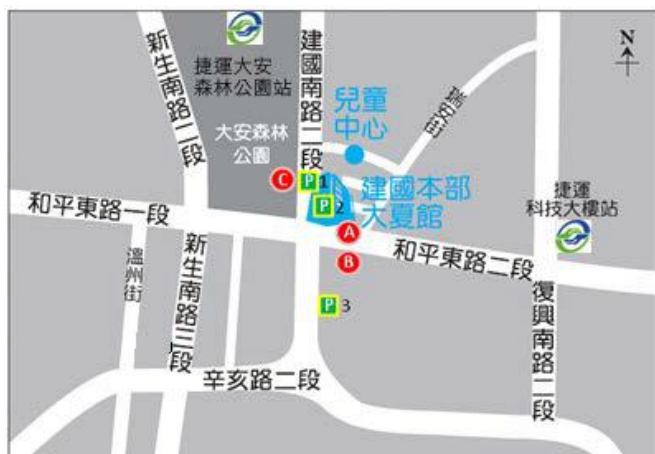 新生南路二段
捷運大安
森林公園站
大安森林
公園
建國南路二段
兒童
中心
瑞安街
N
C
P
1
P
2
建國本部
大夏館
A
B
捷運
科技大樓站
和平東路一段
和平東路二段
溫州街
新生南路三段
P
3
復興南路二段
辛亥路二段